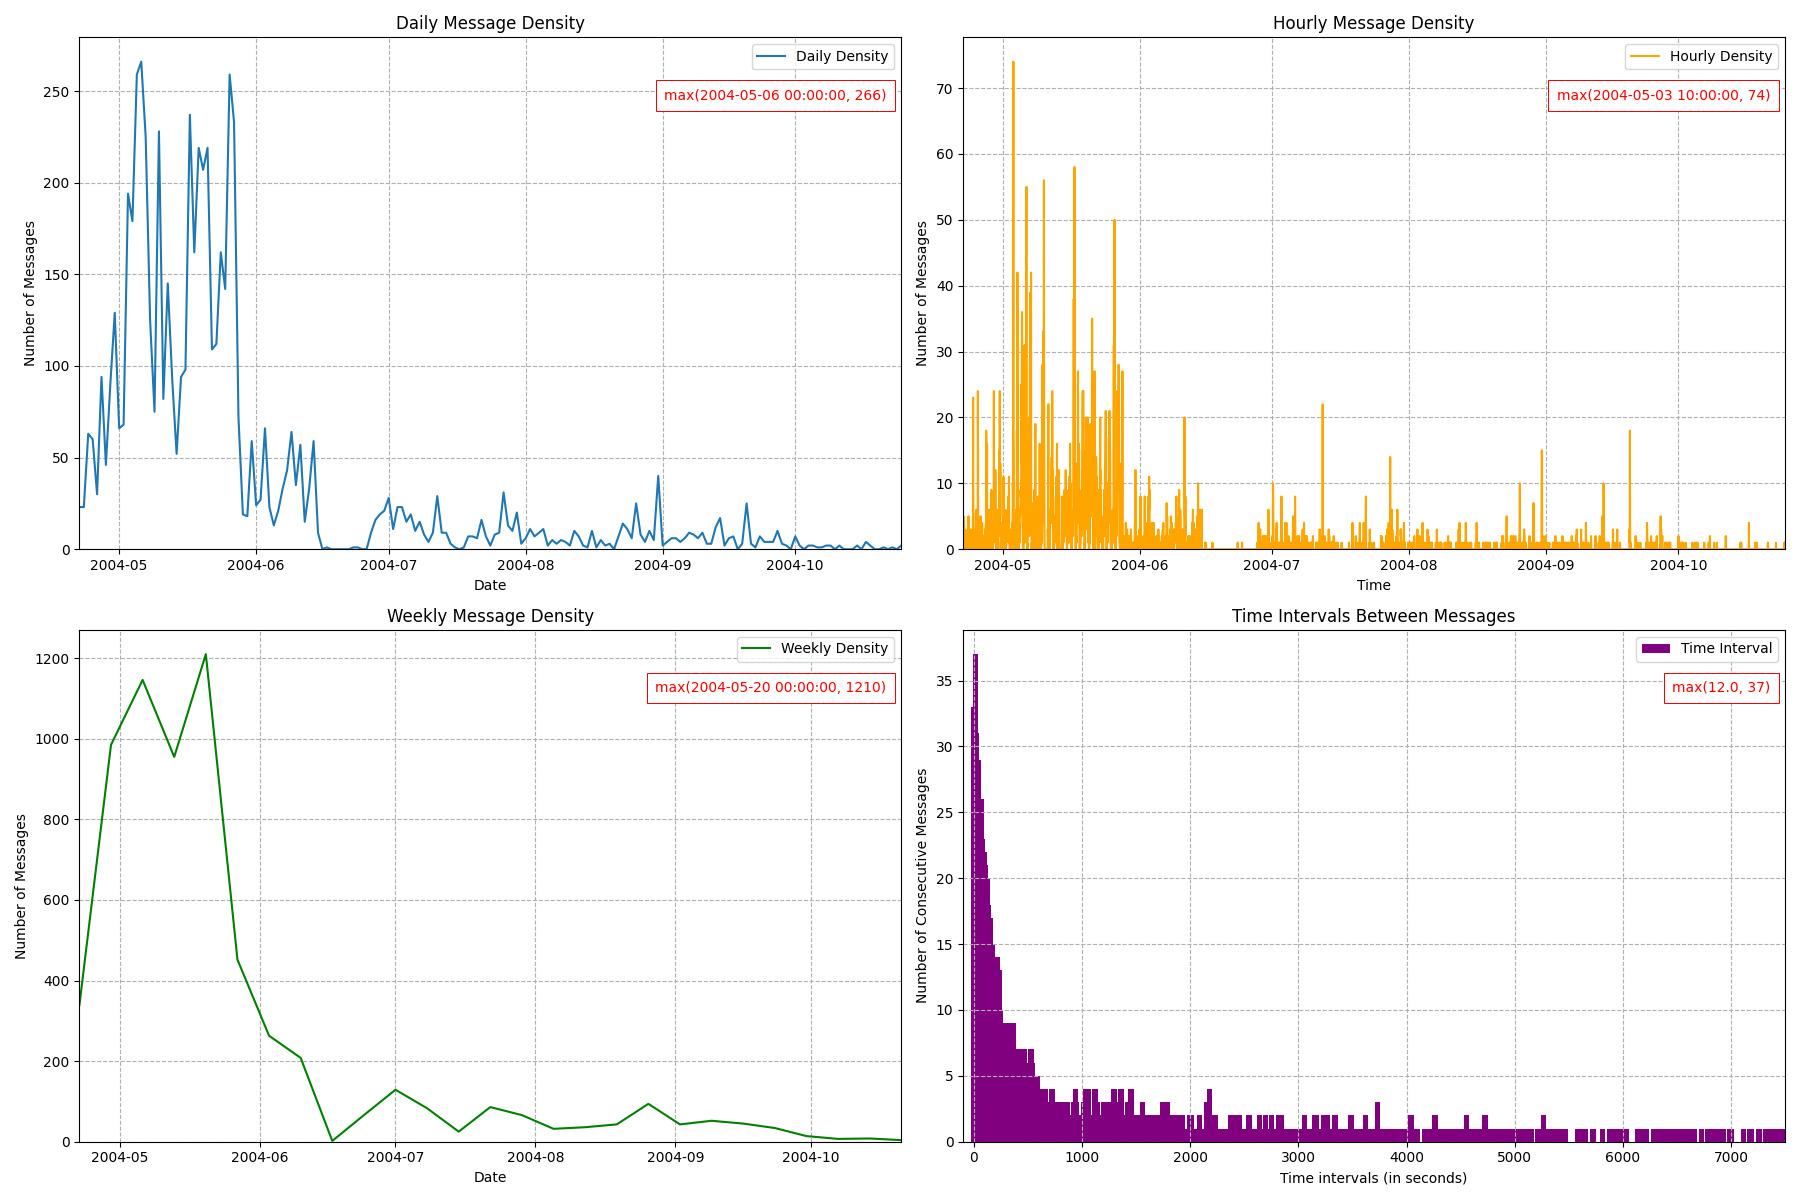 Daily Message Density
Number of Messages
250
200
150
100
50
0
Daily Density
max(2004-05-06 00:00:00, 266)
2004-05 2004-06 2004-07 2004-08 2004-09 2004-10
Date
Hourly Message Density
Number of Messages
70
60
50
40
30
20
10
0
Hourly Density
max(2004-05-03 10:00:00, 74)
2004-05 2004-06 2004-07 2004-08 2004-09 2004-10
Time
Weekly Message Density
Number of Messages
1200
1000
800
600
400
200
0
Weekly Density
max(2004-05-20 00:00:00, 1210)
2004-05 2004-06 2004-07 2004-08 2004-09 2004-10
Date
Time Intervals Between Messages
Number of Consecutive Messages
35
30
25
20
15
10
5
0
Time Interval
max(12.0, 37)
0 1000 2000 3000 4000 5000 6000 7000
Time intervals (in seconds)